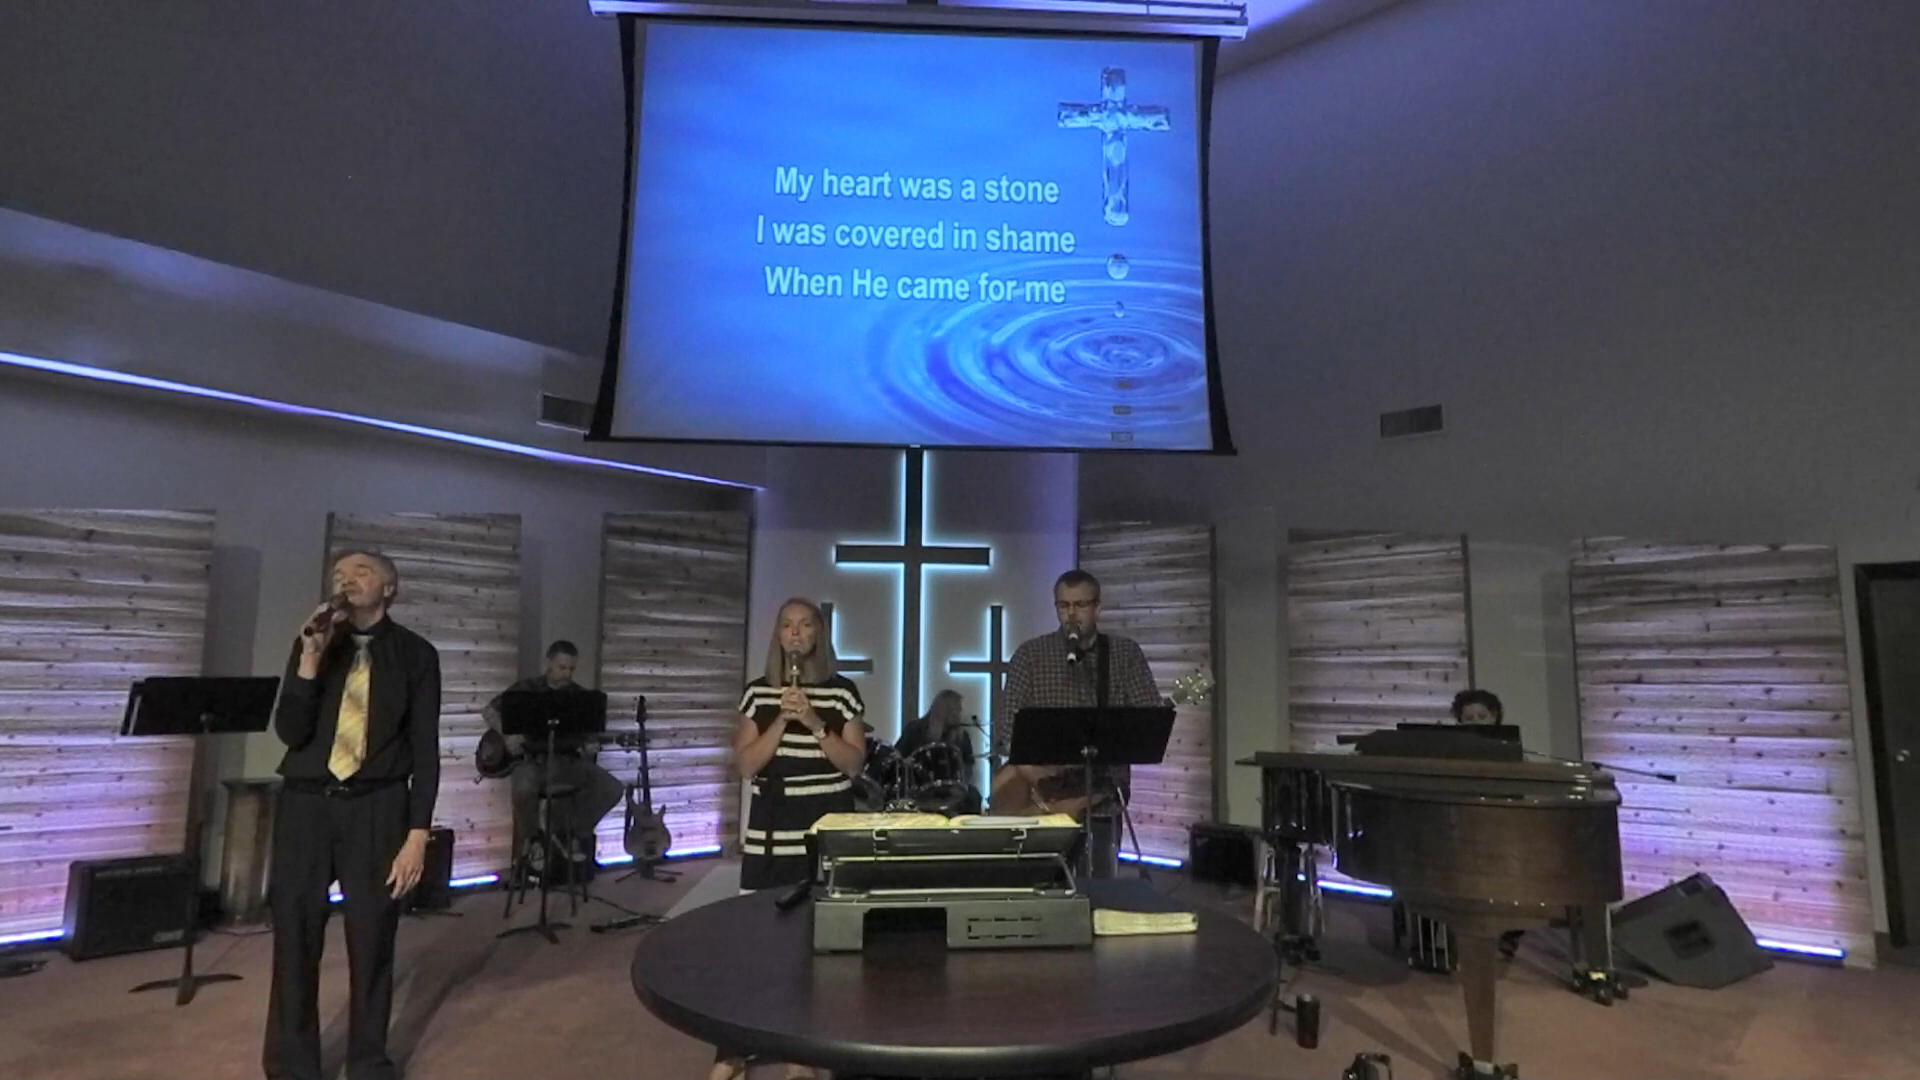 My heart was a stone
I was covered in shame
When He came for me